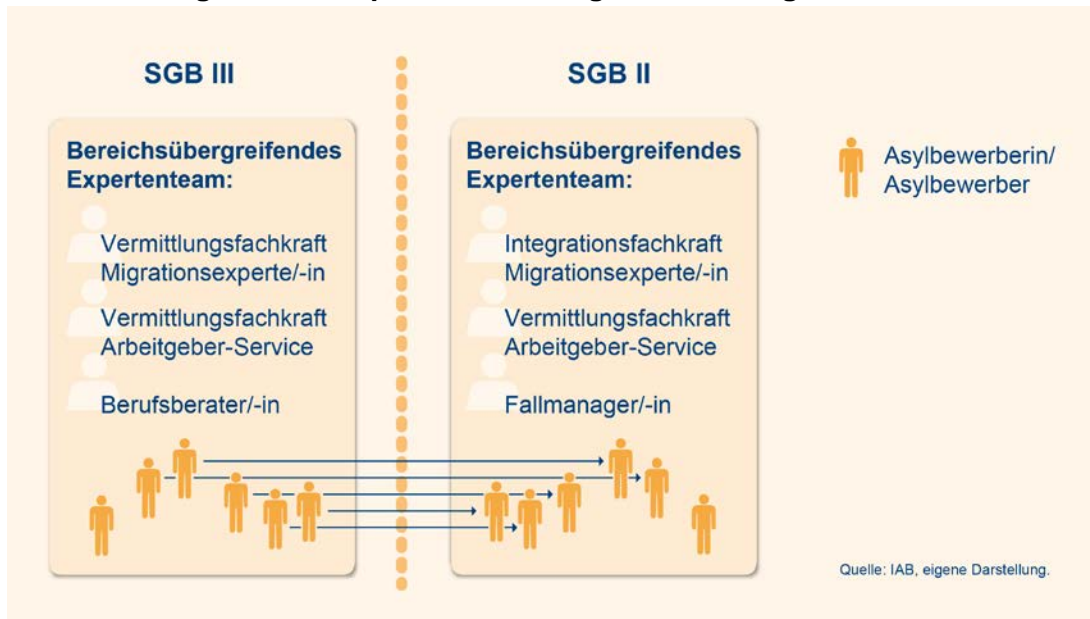 SGB III
SGB II
Bereichsübergreifendes
Expertenteam:
Vermittlungsfachkraft
Migrationsexperte/-in
Vermittlungsfachkraft
Arbeitgeber-Service
Berufsberater/-in
Bereichsübergreifendes
Expertenteam:
Integrationsfachkraft
Migrationsexperte/-in
Vermittlungsfachkraft
Arbeitgeber-Service
Fallmanager/-in
Asylbewerberin/
Asylbewerber
Quelle: IAB, eigene Darstellung.